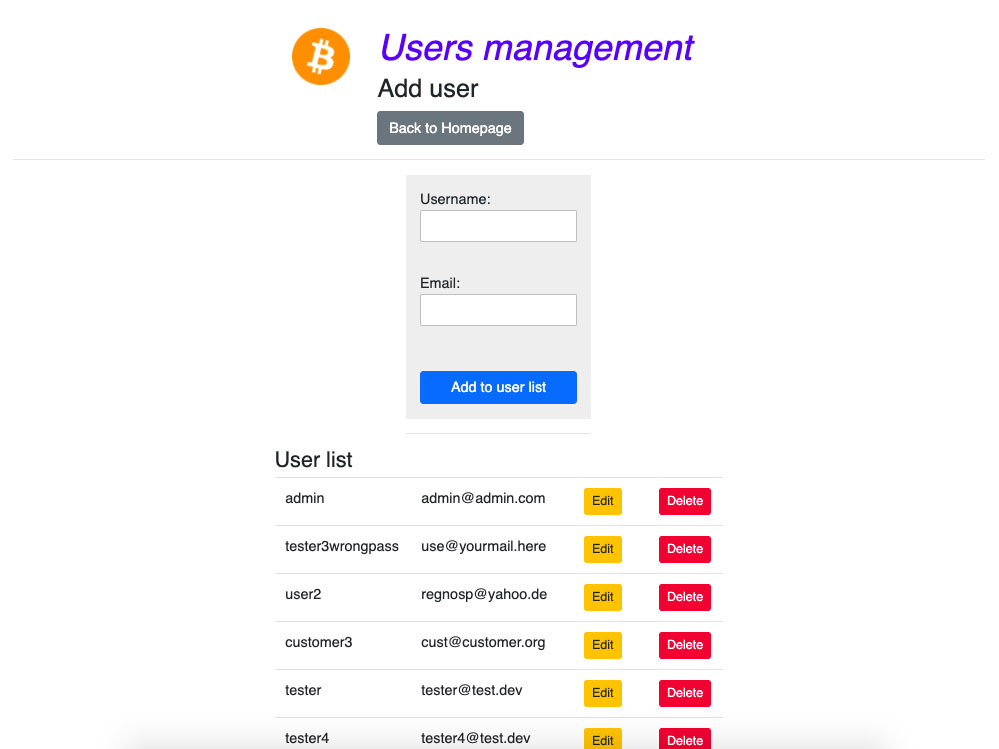 Users management
Add user
Back to Homepage
Username:
Email:
Add to user list
User list
admin admin@admin.com Edit Delete
tester3wrongpass use@yourmail.here Edit Delete
user2 regnosp@yahoo.de Edit Delete
customer3 cust@customer.org Edit Delete
tester tester@test.dev Edit Delete
tester4 tester4@test.dev Edit Delete